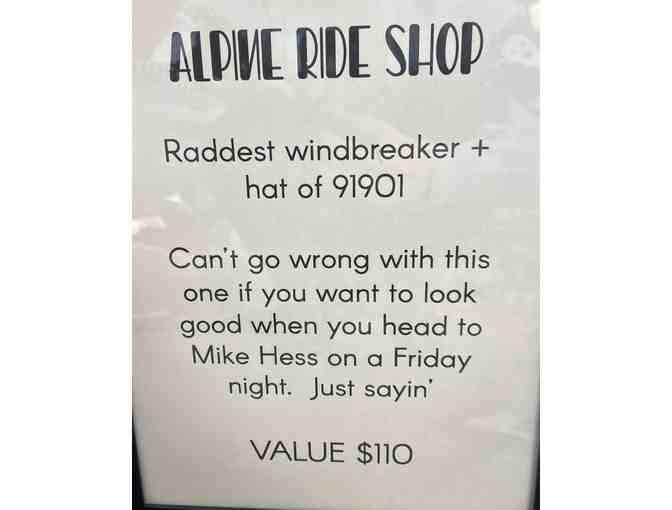 ALPINE RIDE SHOP
Raddest windbreaker +
hat of 91901
Can't go wrong with this
one if you want to look
good when you head to
Mike Hess on a Friday
night. Just sayin'
VALUE $110